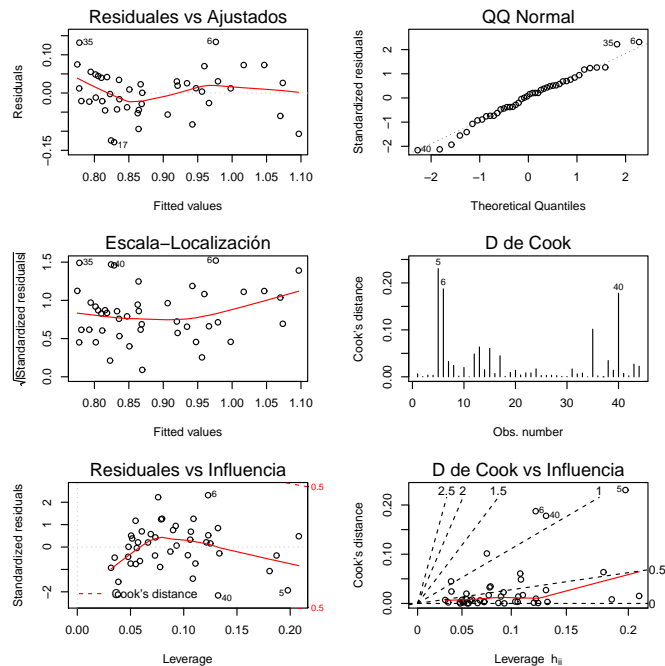 Residuales vs Ajustados
Residuals
0.10
0.00
−0.15
35
6
17
0.80 0.85 0.90 0.95 1.00 1.05 1.10
Fitted values
QQ Normal
Standardized residuals
2
1
0
−1
−2
35
6
40
−2 −1 0 1 2
Theoretical Quantiles
Escala−Localización
√|Standardized residuals|
1.5
1.0
0.5
0.0
35
40
6
0.80 0.85 0.90 0.95 1.00 1.05 1.10
Fitted values
D de Cook
Cook's distance
0.20
0.10
0.00
5
6
40
0 10 20 30 40
Obs. number
Residuales vs Influencia
Standardized residuals
2
1
0
−2
6
40
5
0.5
0.5
Cook's distance
0.00 0.05 0.10 0.15 0.20
Leverage
D de Cook vs Influencia
Cook's distance
0.20
0.10
0.00
2.5 2 1.5 1
0.5
0
5
6
40
0 0.05 0.1 0.15 0.2
Leverage hii